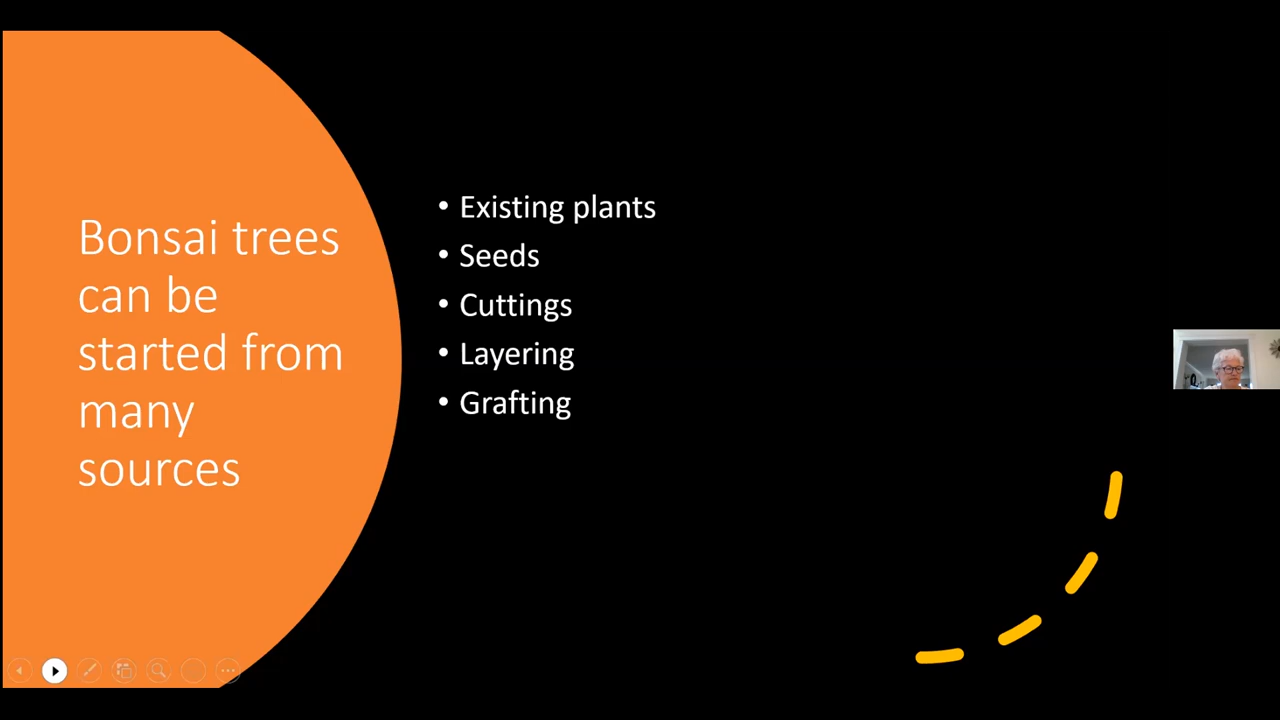 Bonsai trees
can be
started from
many
sources
• Existing plants
• Seeds
• Cuttings
• Layering
• Grafting